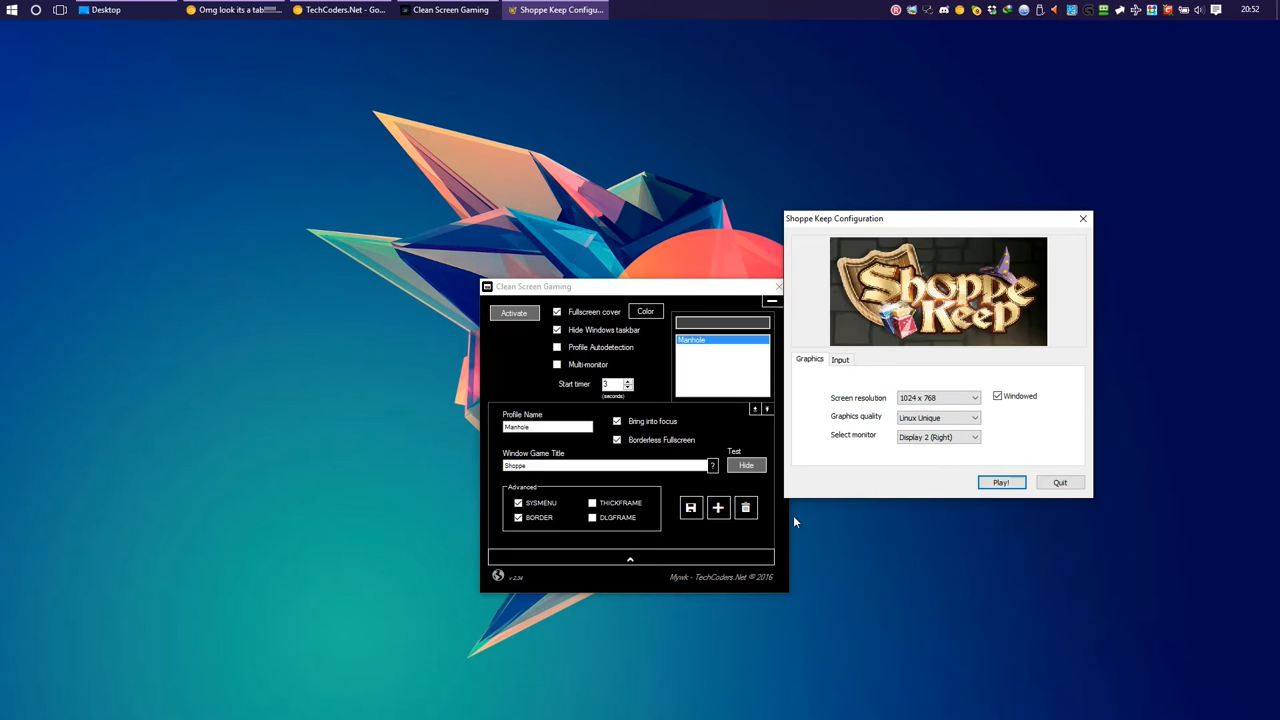 Desktop
Omg look its a tab...
TechCoders.Net - Go...
Clean Screen Gaming
Shoppe Keep Configu...
20:52
Shoppe Keep Configuration
Shoppe
Keep
Graphics
Input
Screen resolution
1024 x 768
Windowed
Graphics quality
Linux Unique
Select monitor
Display 2 (Right)
Play!
Quit
Clean Screen Gaming
Activate
Fullscreen cover
Color
Hide Windows taskbar
Profile Autodetection
Multi-monitor
Start timer
3
(seconds)
Manhole
Profile Name
Manhole
Bring into focus
Borderless Fullscreen
Window Game Title
Shoppe
?
Test
Hide
Advanced
SYSMENU
THICKFRAME
BORDER
DLGFRAME
v 2.34
Mywk - TechCoders.Net @ 2016